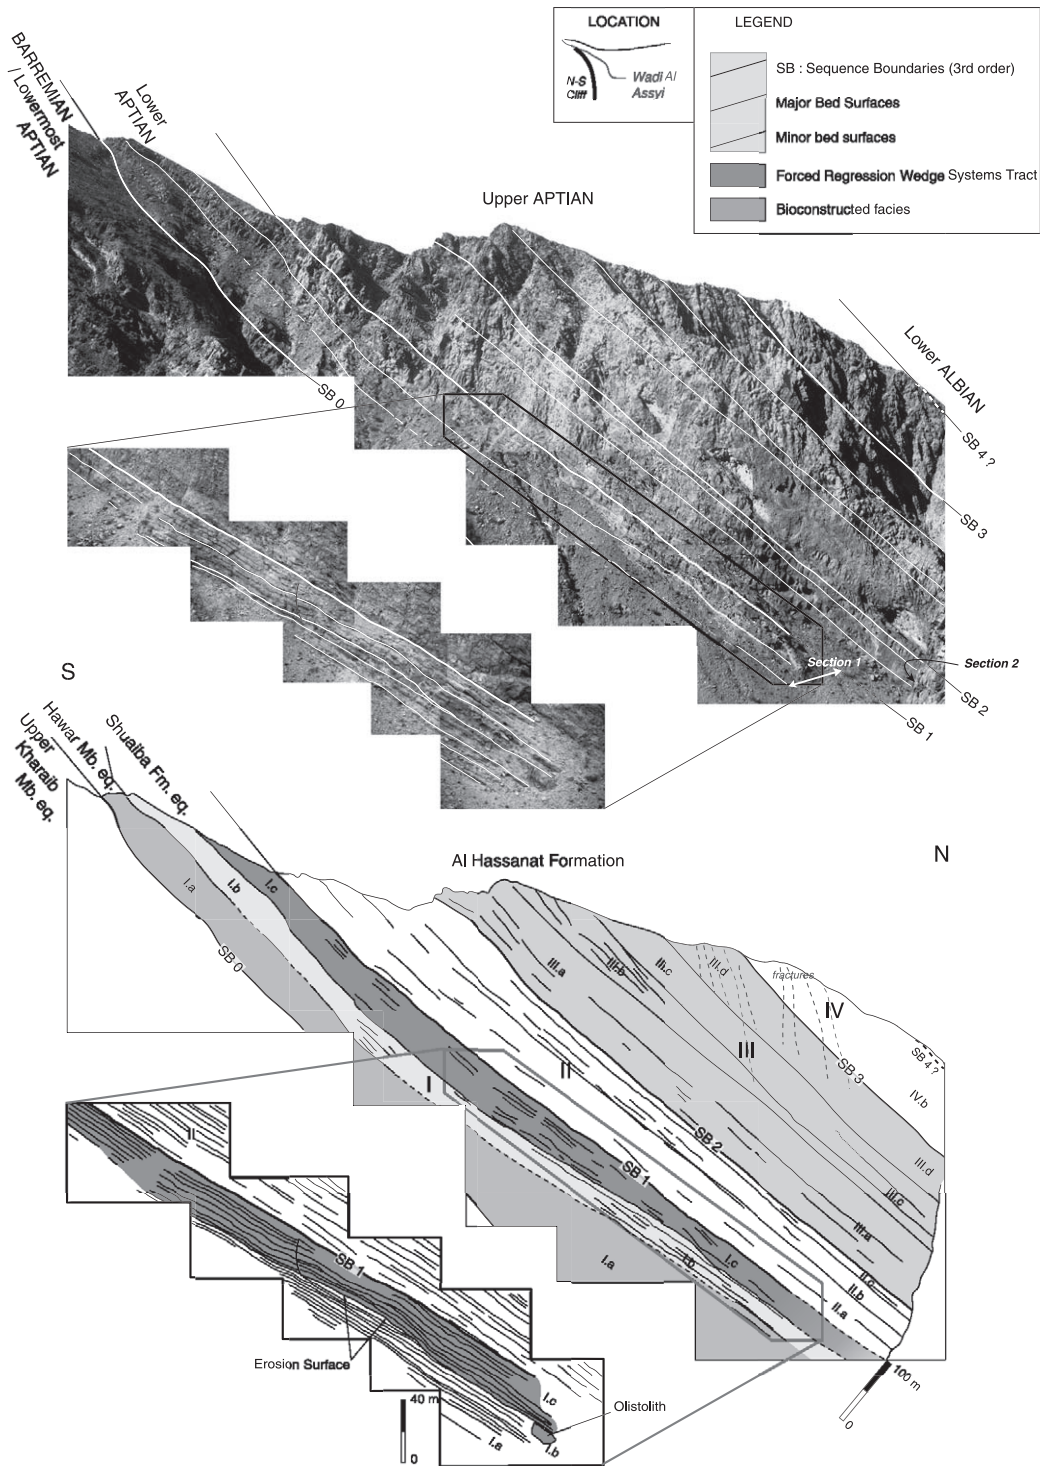 LOCATION
N-S
Cliff
Wadi Al
Assyi
LEGEND
SB : Sequence Boundaries (3rd order)
Major Bed Surfaces
Minor bed surfaces
Forced Regression Wedge Systems Tract
Bioconstructed facies
BARREMIAN
/ Lowermost
APTIAN
Lower
APTIAN
Upper APTIAN
Lower ALBIAN
SB 0
SB 4 ?
SB 3
Section 1
Section 2
SB 2
SB 1
S
Upper
Kharaib
Mb. eq.
Hawar Mb. eq.
Shuaiba Fm. eq.
Al Hassanat Formation
N
I.a
I.b
I.c
SB 0
III.a
III.b
III.c
III.d
fractures
IV
III
SB 3
SB 4 ?
IV.b
II
I
SB 2
SB 1
III.d
III.c
III.a
II.c
II.b
II.a
I.c
I.b
I.a
100 m
0
II
SB 1
Erosion Surface
40 m
0
I.c
Olistolith
I.b
I.a